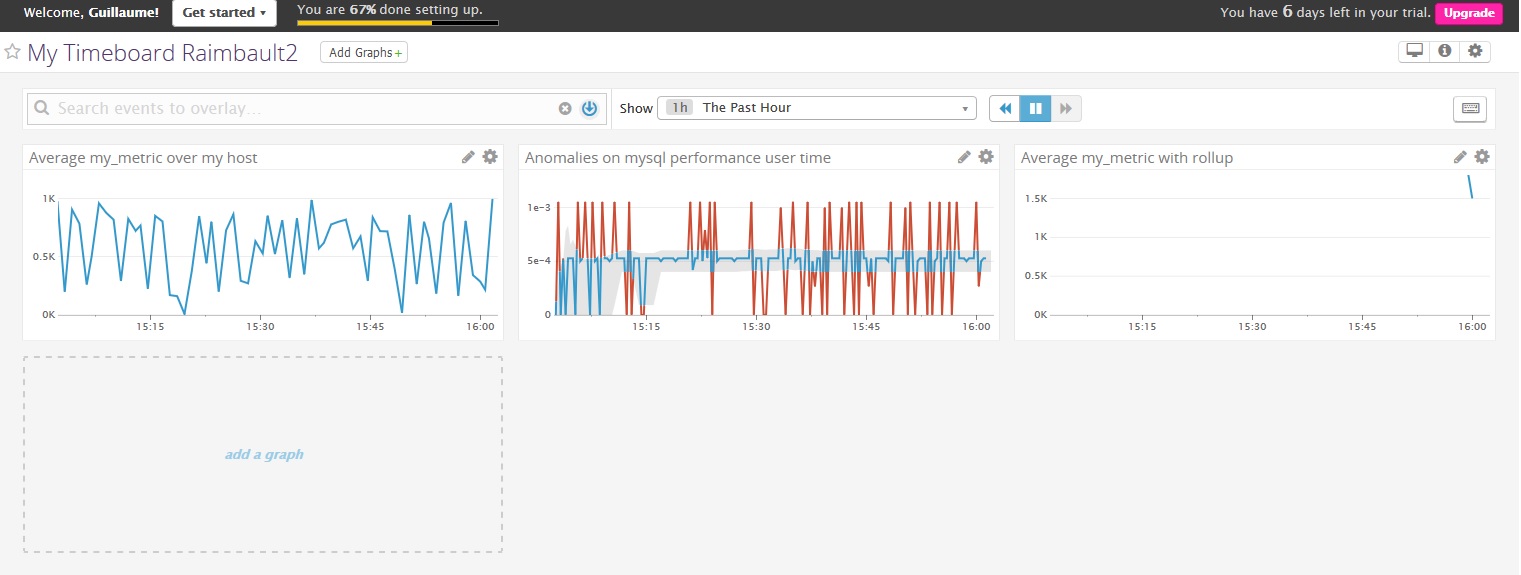 Welcome, Guillaume! Get started You are 67% done setting up. You have 6 days left in your trial. Upgrade
My Timeboard Raimbault2 Add Graphs+
Search events to overlay... Show 1h The Past Hour
Average my_metric over my host
1K
0.5K
0K
15:15 15:30 15:45 16:00
Anomalies on mysql performance user time
1e-3
5e-4
0
15:15 15:30 15:45 16:00
Average my_metric with rollup
1.5K
1K
0.5K
0K
15:15 15:30 15:45 16:00
add a graph